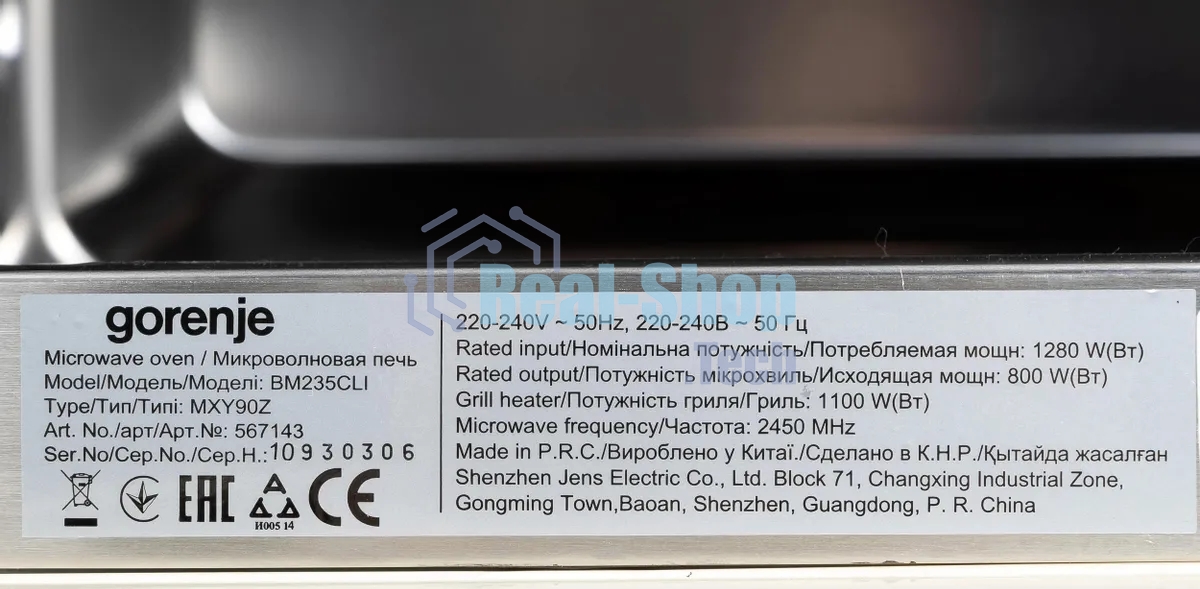 gorenje
Microwave oven / Микроволновая печь
Model/Модель/Моделі: BM235CLI
Type/Тип/Типі: MXY90Z
Art. No./арт/Арт.№: 567143
Ser.No/Сер.No./Сер.Н.:10930306
EAC
И005 14
CE
Real-Shop
Tech
220-240V ~ 50Hz, 220-240В ~ 50 Гц
Rated input/Номінальна потужність/Потребляемая мощн: 1280 W(Вт)
Rated output/Потужність мікрохвиль/Исходящая мощн: 800 W(Вт)
Grill heater/Потужність гриля/Гриль: 1100 W(Вт)
Microwave frequency/Частота: 2450 MHz
Made in P.R.C./Вироблено у Китаї./Сделано в К.Н.Р./Қытайда жасалған
Shenzhen Jens Electric Co., Ltd. Block 71, Changxing Industrial Zone,
Gongming Town,Baoan, Shenzhen, Guangdong, P. R. China